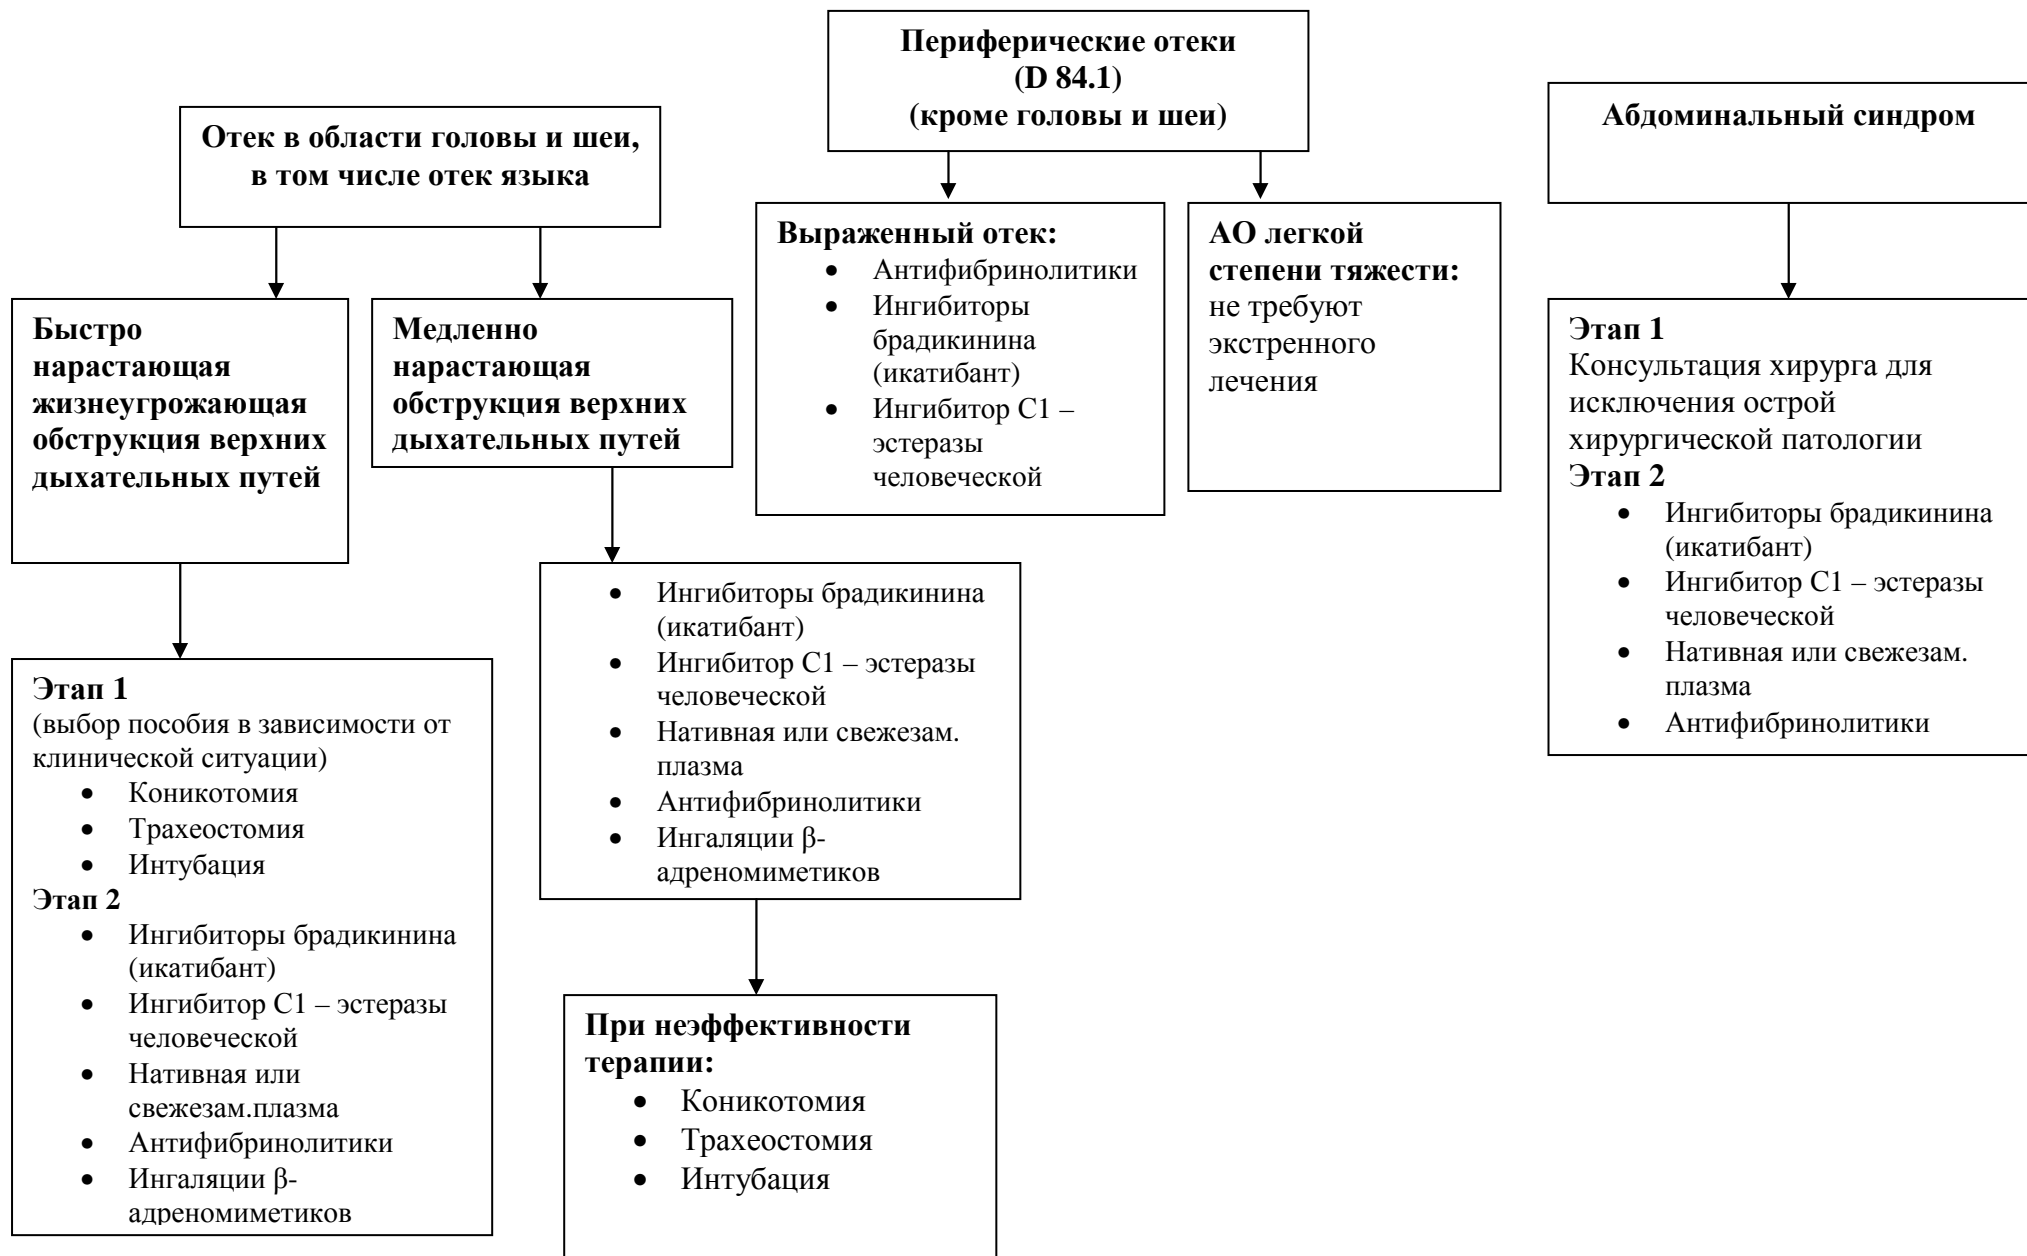 Отек в области головы и шеи,
в том числе отек языка
Быстро
нарастающая
жизнеугрожающая
обструкция верхних
дыхательных путей
Этап 1
(выбор пособия в зависимости от
клинической ситуации)
• Коникотомия
• Трахеостомия
• Интубация
Этап 2
• Ингибиторы брадикинина
(икатибант)
• Ингибитор С1 – эстеразы
человеческой
• Нативная или
свежезам.плазма
• Антифибринолитики
• Ингаляции β-
адреномиметиков
Медленно
нарастающая
обструкция верхних
дыхательных путей
• Ингибиторы брадикинина
(икатибант)
• Ингибитор С1 – эстеразы
человеческой
• Нативная или свежезам.
плазма
• Антифибринолитики
• Ингаляции β-
адреномиметиков
При неэффективности
терапии:
• Коникотомия
• Трахеостомия
• Интубация
Периферические отеки
(D 84.1)
(кроме головы и шеи)
Выраженный отек:
• Антифибринолитики
• Ингибиторы
брадикинина
(икатибант)
• Ингибитор С1 –
эстеразы
человеческой
АО легкой
степени тяжести:
не требуют
экстренного
лечения
Абдоминальный синдром
Этап 1
Консультация хирурга для
исключения острой
хирургической патологии
Этап 2
• Ингибиторы брадикинина
(икатибант)
• Ингибитор С1 – эстеразы
человеческой
• Нативная или свежезам.
плазма
• Антифибринолитики